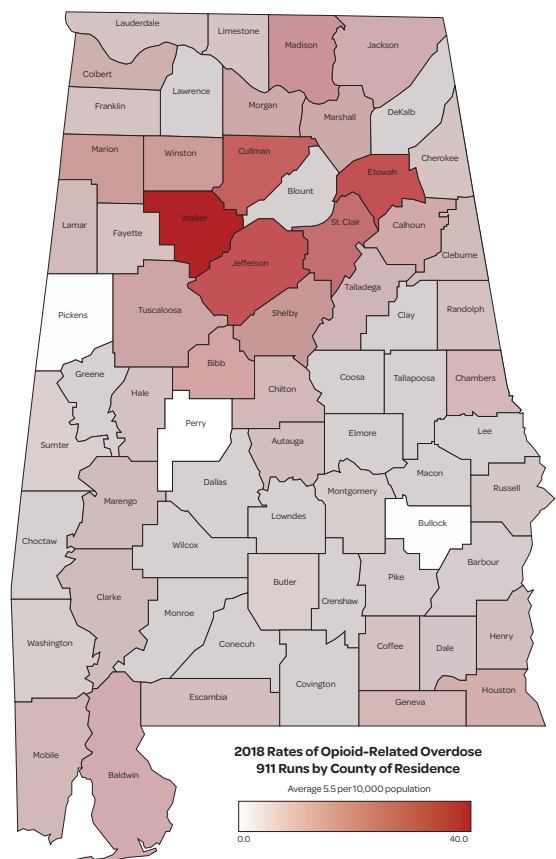 Lauderdale
Limestone
Madison
Jackson
Colbert
Lawrence
Franklin
Morgan
Marshall
DeKalb
Marion
Winston
Cullman
Cherokee
Etowah
Blount
Lamar
Fayette
Walker
St. Clair
Calhoun
Cleburne
Jefferson
Talladega
Pickens
Tuscaloosa
Shelby
Clay
Randolph
Greene
Bibb
Hale
Chilton
Coosa
Tallapoosa
Chambers
Perry
Sumter
Autauga
Elmore
Lee
Dallas
Macon
Marengo
Montgomery
Russell
Lowndes
Bullock
Choctaw
Wilcox
Barbour
Clarke
Butler
Pike
Crenshaw
Monroe
Washington
Conecuh
Coffee
Dale
Henry
Covington
Escambia
Geneva
Houston
Mobile
Baldwin
2018 Rates of Opioid-Related Overdose
911 Runs by County of Residence
Average 5.5 per 10,000 population
0.0
40.0